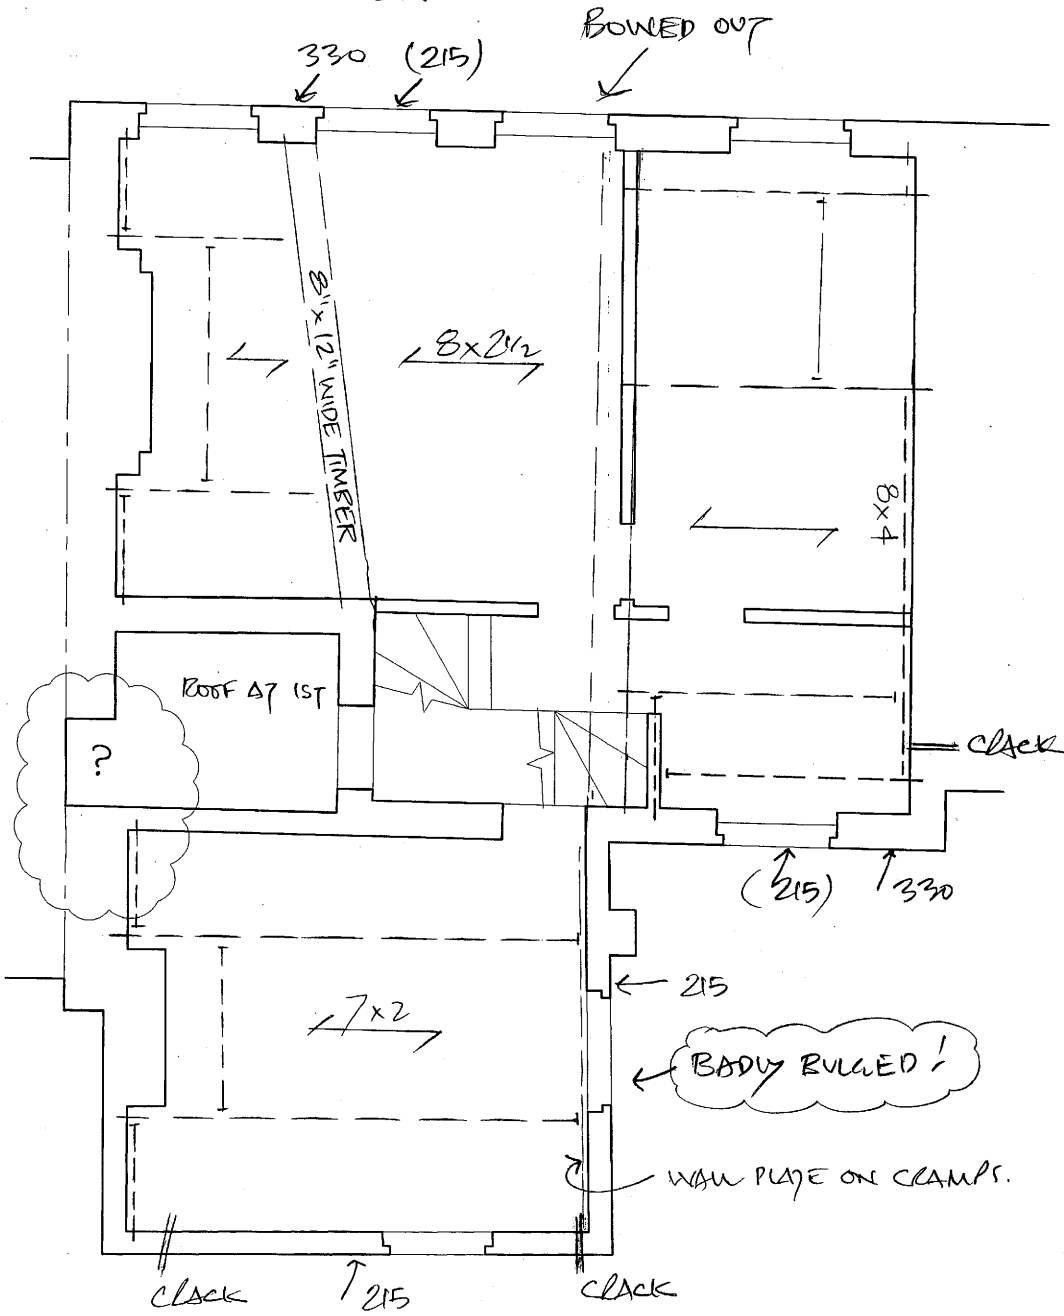 BOWED OUT
330 (215)
8"x12" WIDE TIMBER
8x2½
8x4
ROOF AT 1ST
?
CRACK
(215)
330
215
7x2
BADLY BULGED!
WALL PLATE ON CRAMPS.
CRACK
215
CRACK